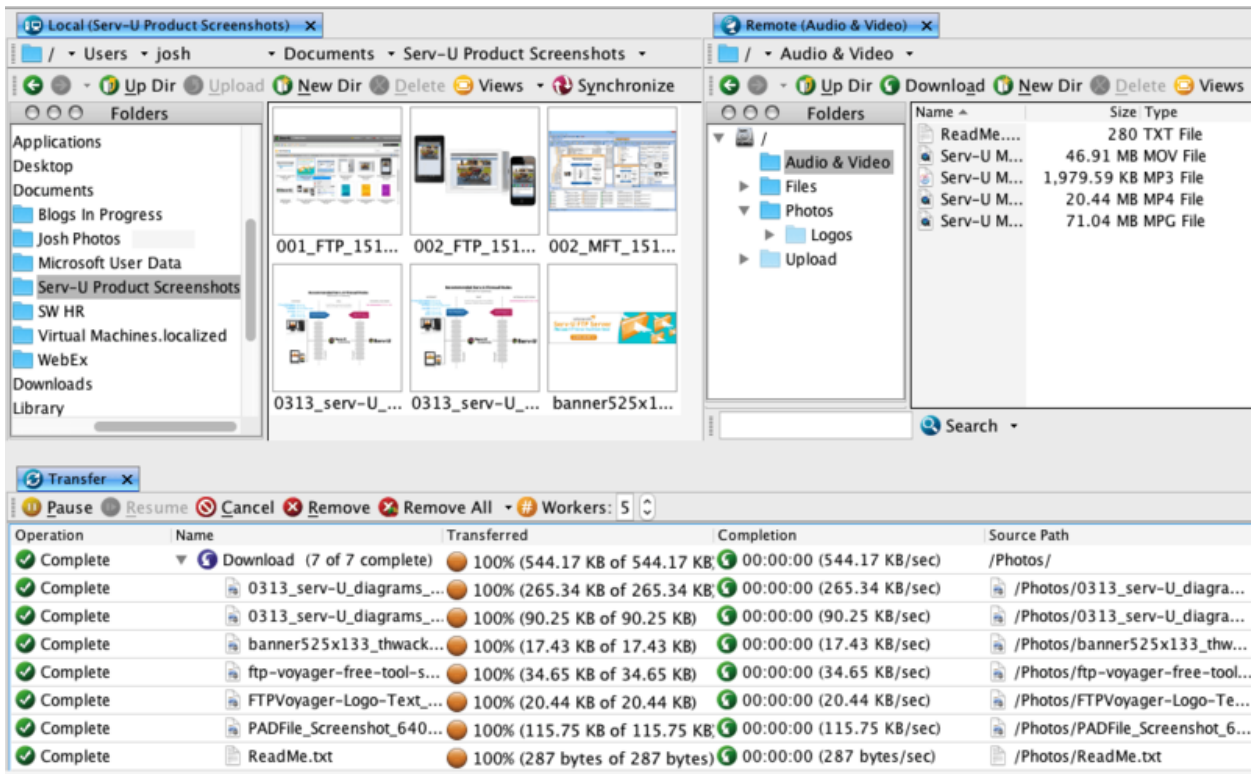 Local (Serv-U Product Screenshots) X
/ Users josh Documents Serv-U Product Screenshots
Up Dir Upload New Dir Delete Views Synchronize
Folders
Applications
Desktop
Documents
Blogs In Progress
Josh Photos
Microsoft User Data
Serv-U Product Screenshots
SW HR
Virtual Machines.localized
WebEx
Downloads
Library
001_FTP_151... 002_FTP_151... 002_MFT_151...
0313_serv-U_... 0313_serv-U_... banner525x1...
Remote (Audio & Video) X
/ Audio & Video
Up Dir Download New Dir Delete Views
Folders
/
Audio & Video
Files
Photos
Logos
Upload
Name Size Type
ReadMe.... 280 TXT File
Serv-U M... 46.91 MB MOV File
Serv-U M... 1,979.59 KB MP3 File
Serv-U M... 20.44 MB MP4 File
Serv-U M... 71.04 MB MPG File
Search
Transfer X
Pause Resume Cancel Remove Remove All Workers: 5
Operation Name Transferred Completion Source Path
Complete Download (7 of 7 complete) 100% (544.17 KB of 544.17 KB) 00:00:00 (544.17 KB/sec) /Photos/
Complete 0313_serv-U_diagrams_... 100% (265.34 KB of 265.34 KB) 00:00:00 (265.34 KB/sec) /Photos/0313_serv-U_diagra...
Complete 0313_serv-U_diagrams_... 100% (90.25 KB of 90.25 KB) 00:00:00 (90.25 KB/sec) /Photos/0313_serv-U_diagra...
Complete banner525x133_thwack... 100% (17.43 KB of 17.43 KB) 00:00:00 (17.43 KB/sec) /Photos/banner525x133_thw...
Complete ftp-voyager-free-tool-s... 100% (34.65 KB of 34.65 KB) 00:00:00 (34.65 KB/sec) /Photos/ftp-voyager-free-tool...
Complete FTPVoyager-Logo-Text_... 100% (20.44 KB of 20.44 KB) 00:00:00 (20.44 KB/sec) /Photos/FTPVoyager-Logo-Te...
Complete PADFile_Screenshot_640... 100% (115.75 KB of 115.75 KB) 00:00:00 (115.75 KB/sec) /Photos/PADFile_Screenshot_6...
Complete ReadMe.txt 100% (287 bytes of 287 bytes) 00:00:00 (287 bytes/sec) /Photos/ReadMe.txt